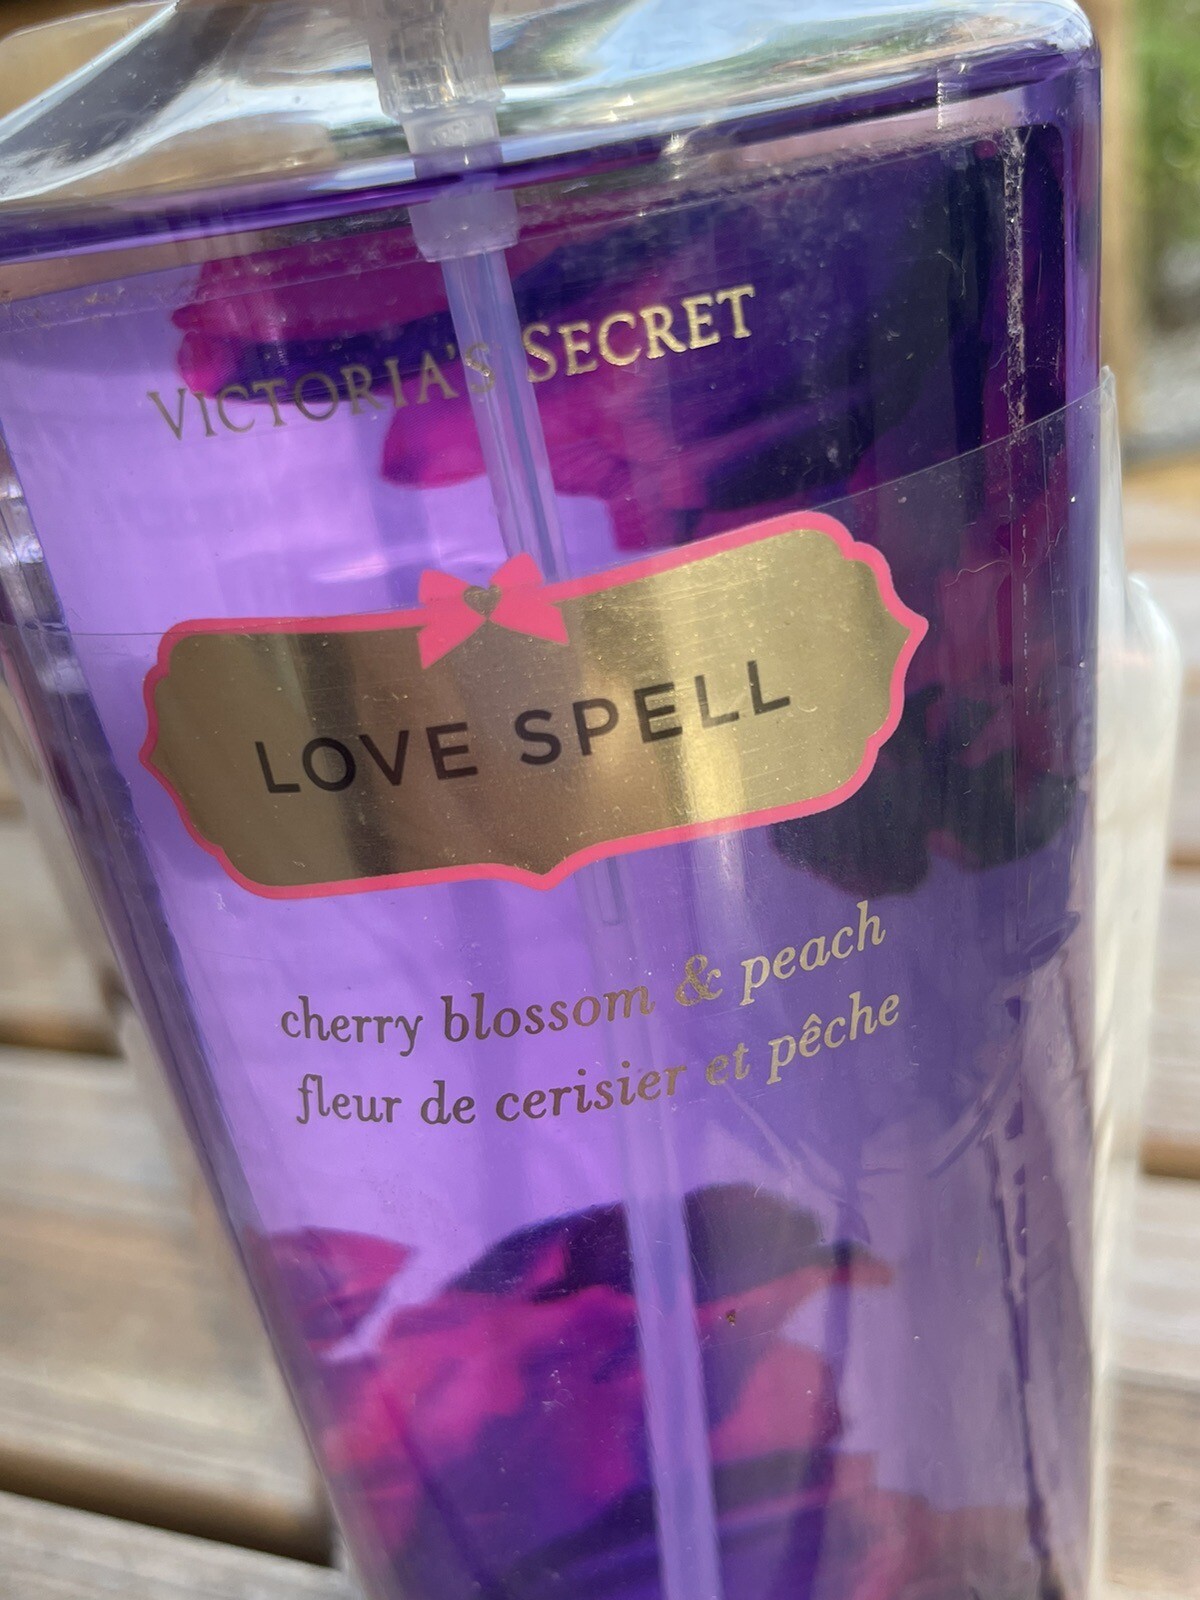 VICTORIA'S SECRET
LOVE SPELL
cherry blossom & peach
fleur de cerisier et pêche